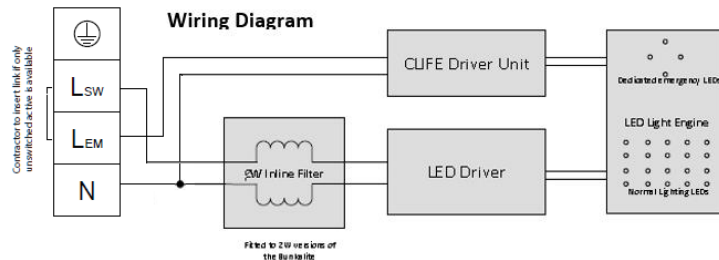 Wiring Diagram
Contractor to insert link if only
unswitched active is available
LSW
LEM
N
2W Inline Filter
Fitted to 2W versions of
the Bunkalite
CLIFE Driver Unit
LED Driver
Dedicated emergency LEDs
LED Light Engine
Normal Lighting LEDs